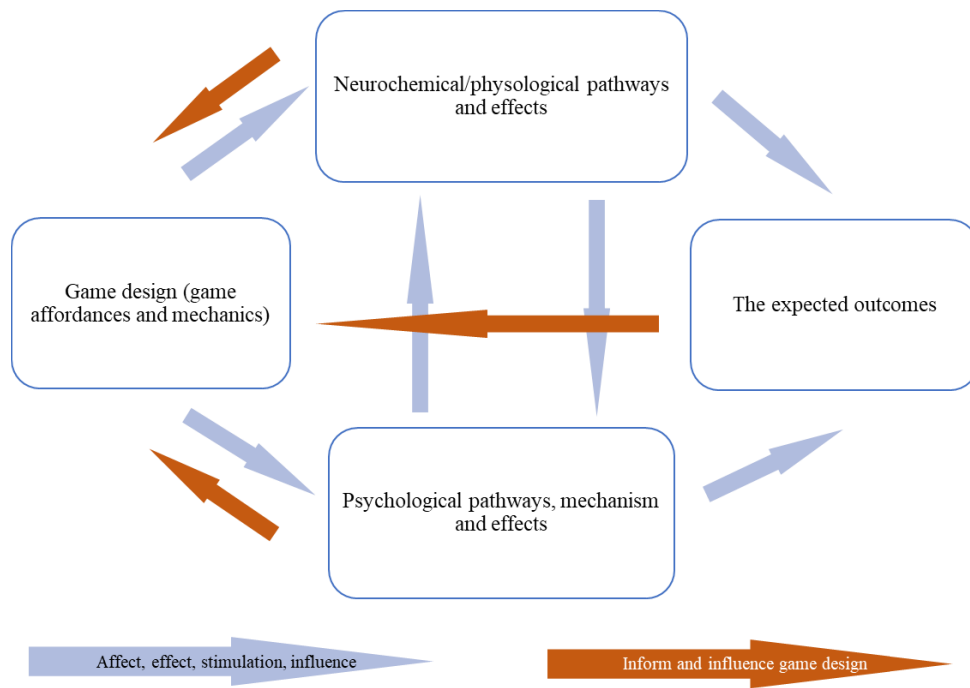 Neurochemical/physological pathways
and effects
Game design (game
affordances and mechanics)
The expected outcomes
Psychological pathways, mechanism
and effects
Affect, effect, stimulation, influence
Inform and influence game design